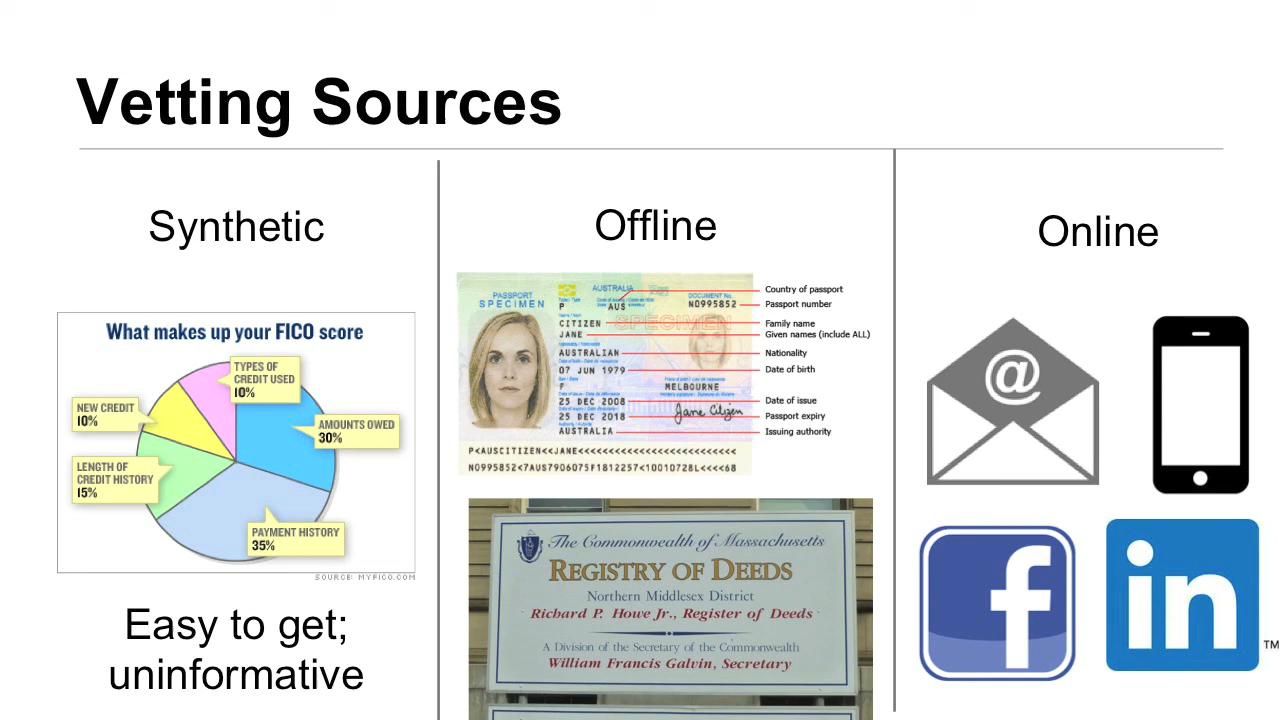 Vetting Sources
Synthetic
What makes up your FICO score
TYPES OF
CREDIT USED
10%
NEW CREDIT
10%
AMOUNTS OWED
30%
LENGTH OF
CREDIT HISTORY
15%
PAYMENT HISTORY
35%
SOURCE: MYFICO.COM
Easy to get;
uninformative
Offline
PASSPORT
SPECIMEN
AUSTRALIA
DOCUMENT No.
P
AUS
N0995852
CITIZEN
SPECIMEN
JANE
AUSTRALIAN
07 JUN 1979
F
MELBOURNE
25 DEC 2008
25 DEC 2018
Jane Citizen
AUSTRALIA
P<AUSCITIZEN<<JANE<<<<<<<<<<<<<<<<<<<<<<<<<<
N0995852<7AUS7906075F1812257<10010728L<<<<68
Country of passport
Passport number
Family name
Given names (include ALL)
Nationality
Date of birth
Date of issue
Passport expiry
Issuing authority
The Commonwealth of Massachusetts
REGISTRY OF DEEDS
Northern Middlesex District
Richard P. Howe Jr., Register of Deeds
A Division of the Secretary of the Commonwealth
William Francis Galvin, Secretary
Online
@
f
in
TM